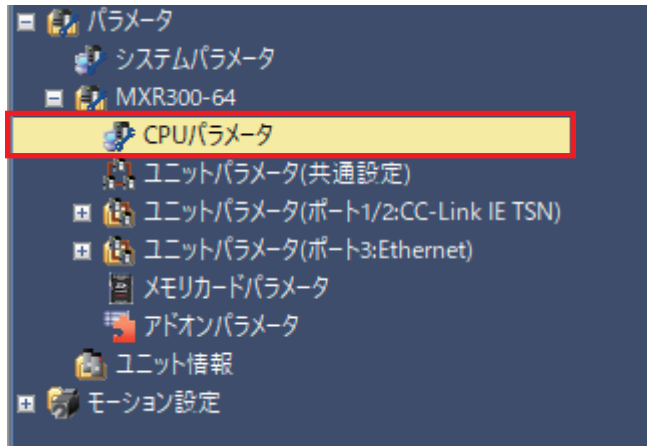 パラメータ
システムパラメータ
MXR300-64
CPUパラメータ
ユニットパラメータ(共通設定)
ユニットパラメータ(ポート1/2:CC-Link IE TSN)
ユニットパラメータ(ポート3:Ethernet)
メモリカードパラメータ
アドオンパラメータ
ユニット情報
モーション設定